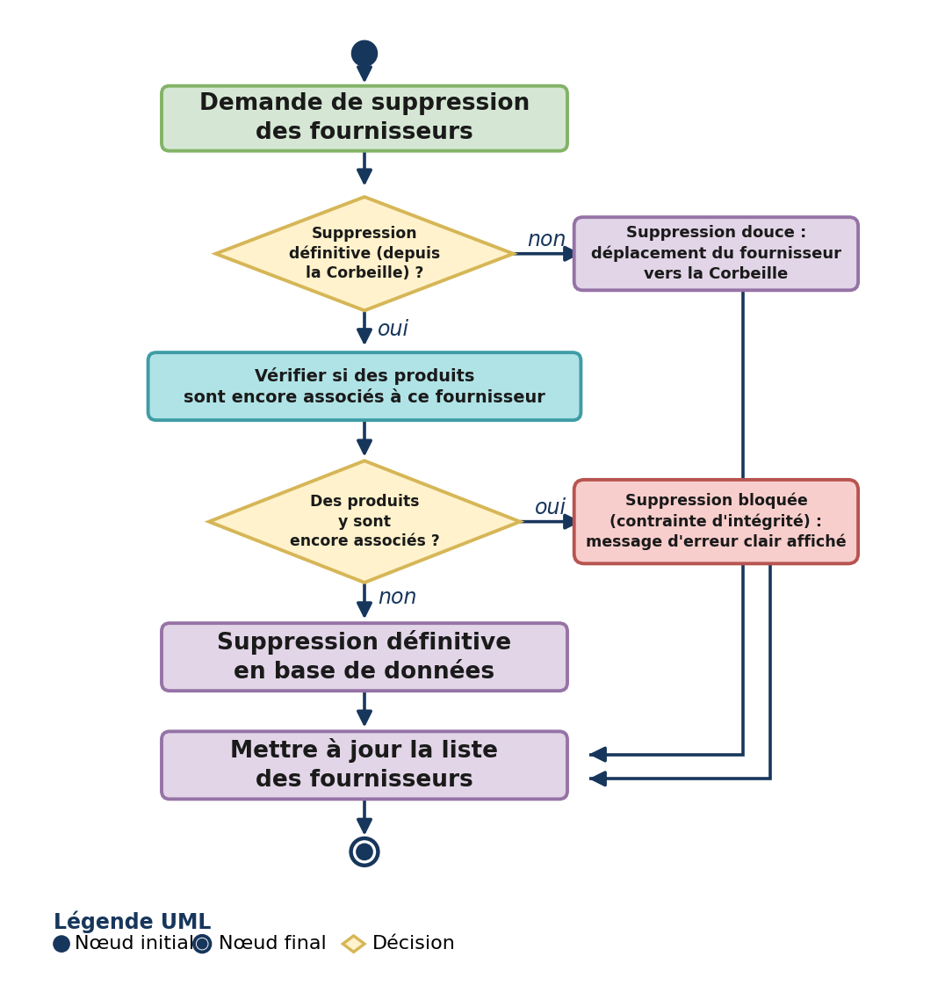 Demande de suppression
des fournisseurs
Suppression
définitive (depuis
la Corbeille) ?
non
Suppression douce :
déplacement du fournisseur
vers la Corbeille
oui
Vérifier si des produits
sont encore associés à ce fournisseur
Des produits
y sont
encore associés ?
oui
Suppression bloquée
(contrainte d'intégrité) :
message d'erreur clair affiché
non
Suppression définitive
en base de données
Mettre à jour la liste
des fournisseurs
Légende UML
Nœud initial
Nœud final
Décision